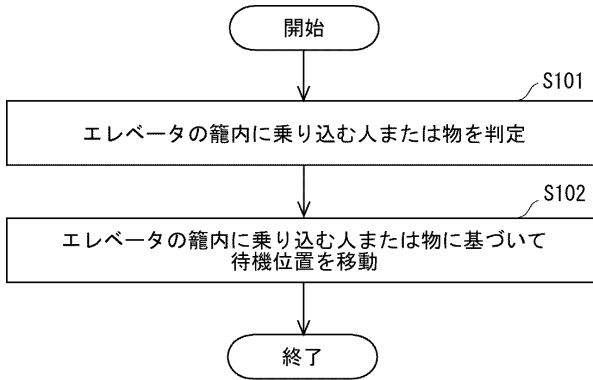 開始
S101
エレベータの籠内に乗り込む人または物を判定
S102
エレベータの籠内に乗り込む人または物に基づいて
待機位置を移動
終了